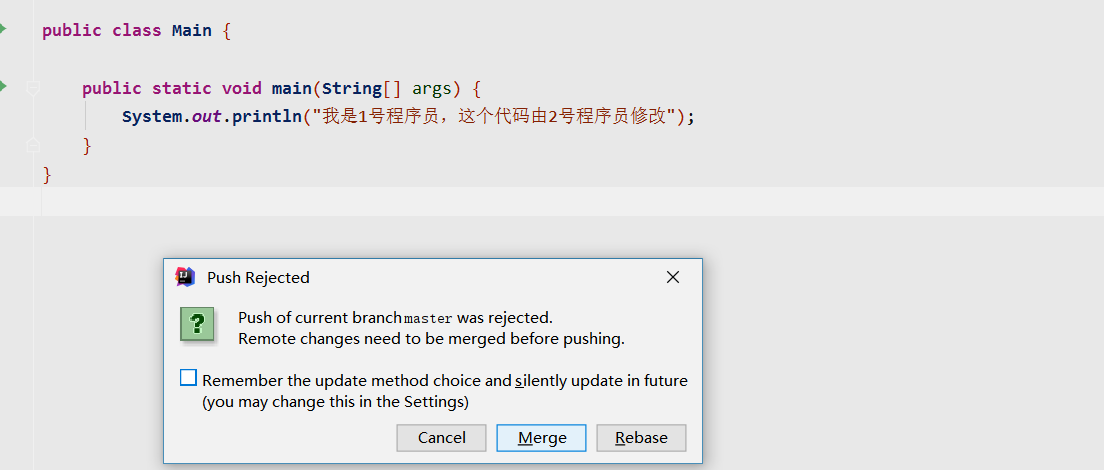 public class Main {
public static void main(String[] args) {
System.out.println("我是1号程序员，这个代码由2号程序员修改");
}
}
Push Rejected
Push of current branch master was rejected.
Remote changes need to be merged before pushing.
Remember the update method choice and silently update in future
(you may change this in the Settings)
Cancel
Merge
Rebase